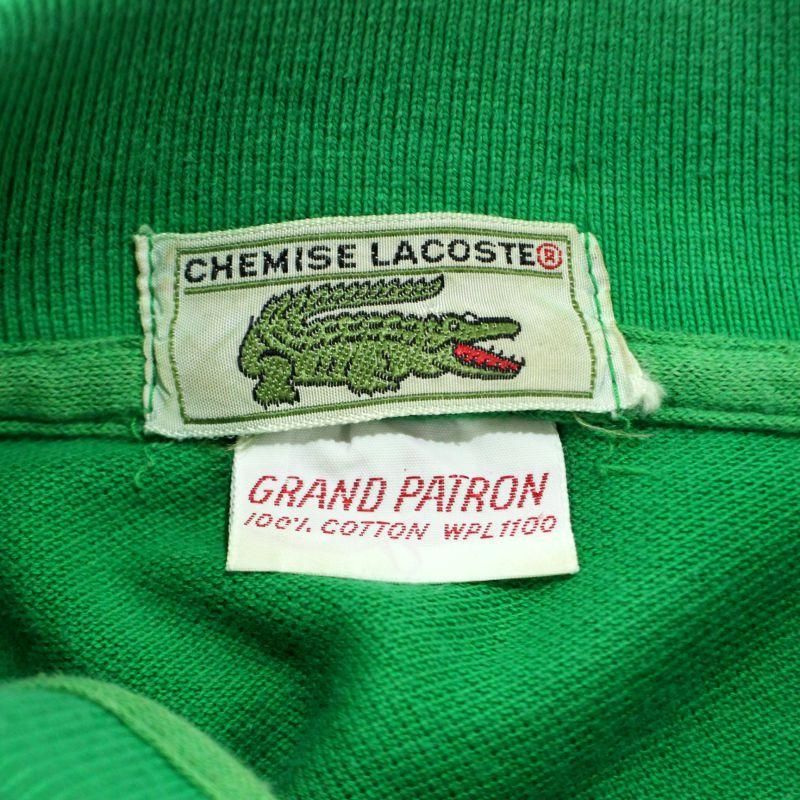 CHEMISE LACOSTE®
GRAND PATRON
100% COTTON WPL1100